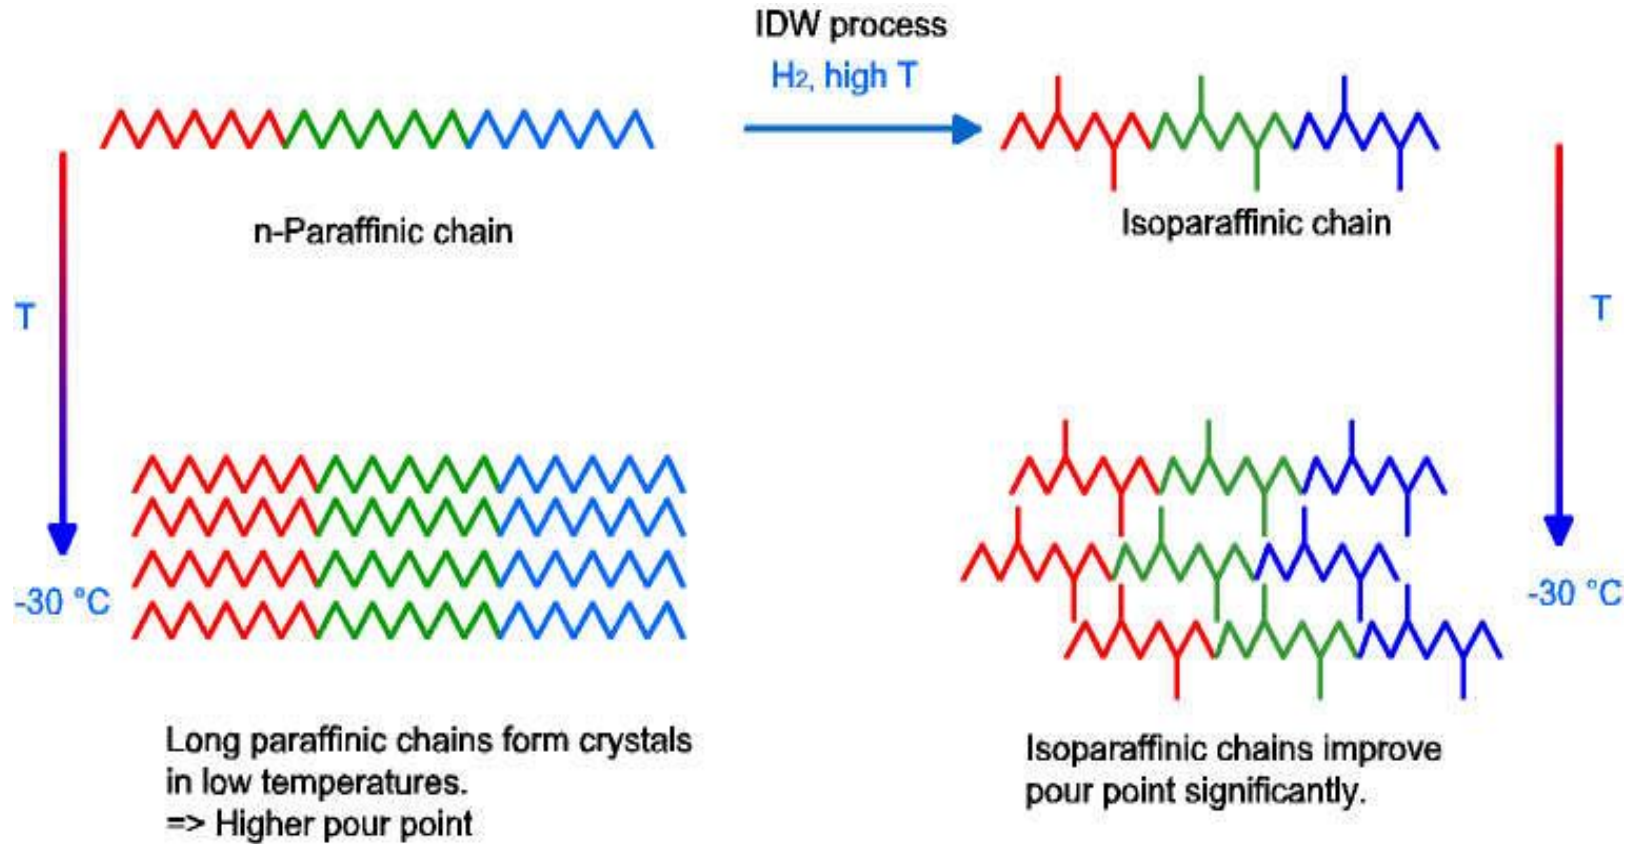 IDW process
H2, high T
n-Paraffinic chain
Isoparaffinic chain
T
T
-30 °C
-30 °C
Long paraffinic chains form crystals
in low temperatures.
=> Higher pour point
Isoparaffinic chains improve
pour point significantly.